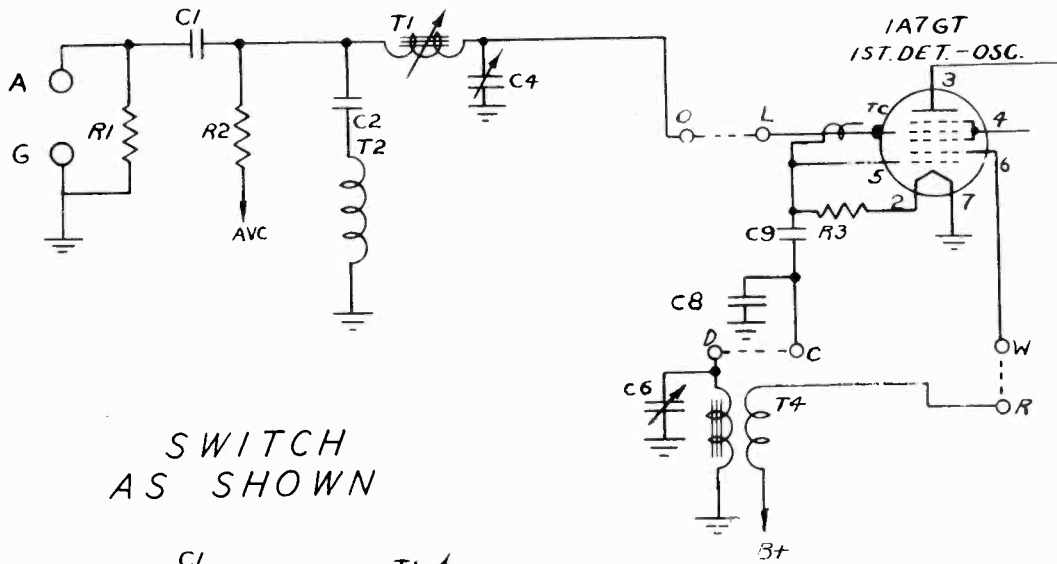 C1
T1
1A7GT
1ST. DET.-OSC.
3
A
C4
R1
R2
C2
O
L
TC
4
G
T2
5
6
2
7
AVC
C9
R3
C8
D
C
W
C6
T4
R
SWITCH
AS SHOWN
B+
C1